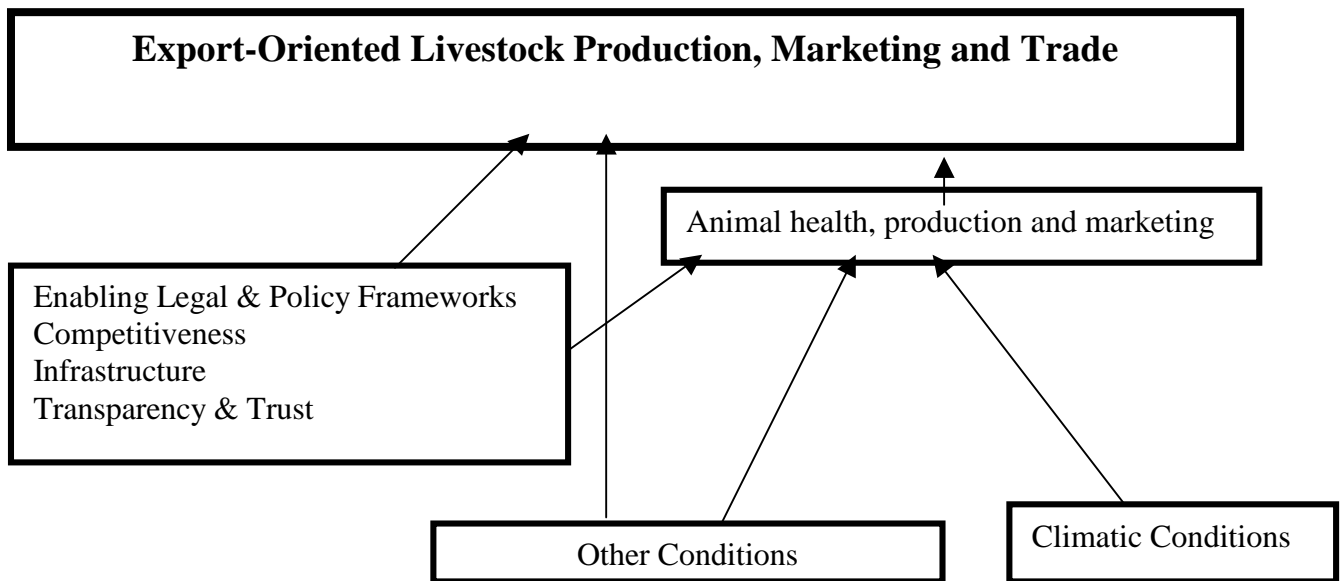 Export-Oriented Livestock Production, Marketing and Trade
Animal health, production and marketing
Enabling Legal & Policy Frameworks
Competitiveness
Infrastructure
Transparency & Trust
Other Conditions
Climatic Conditions